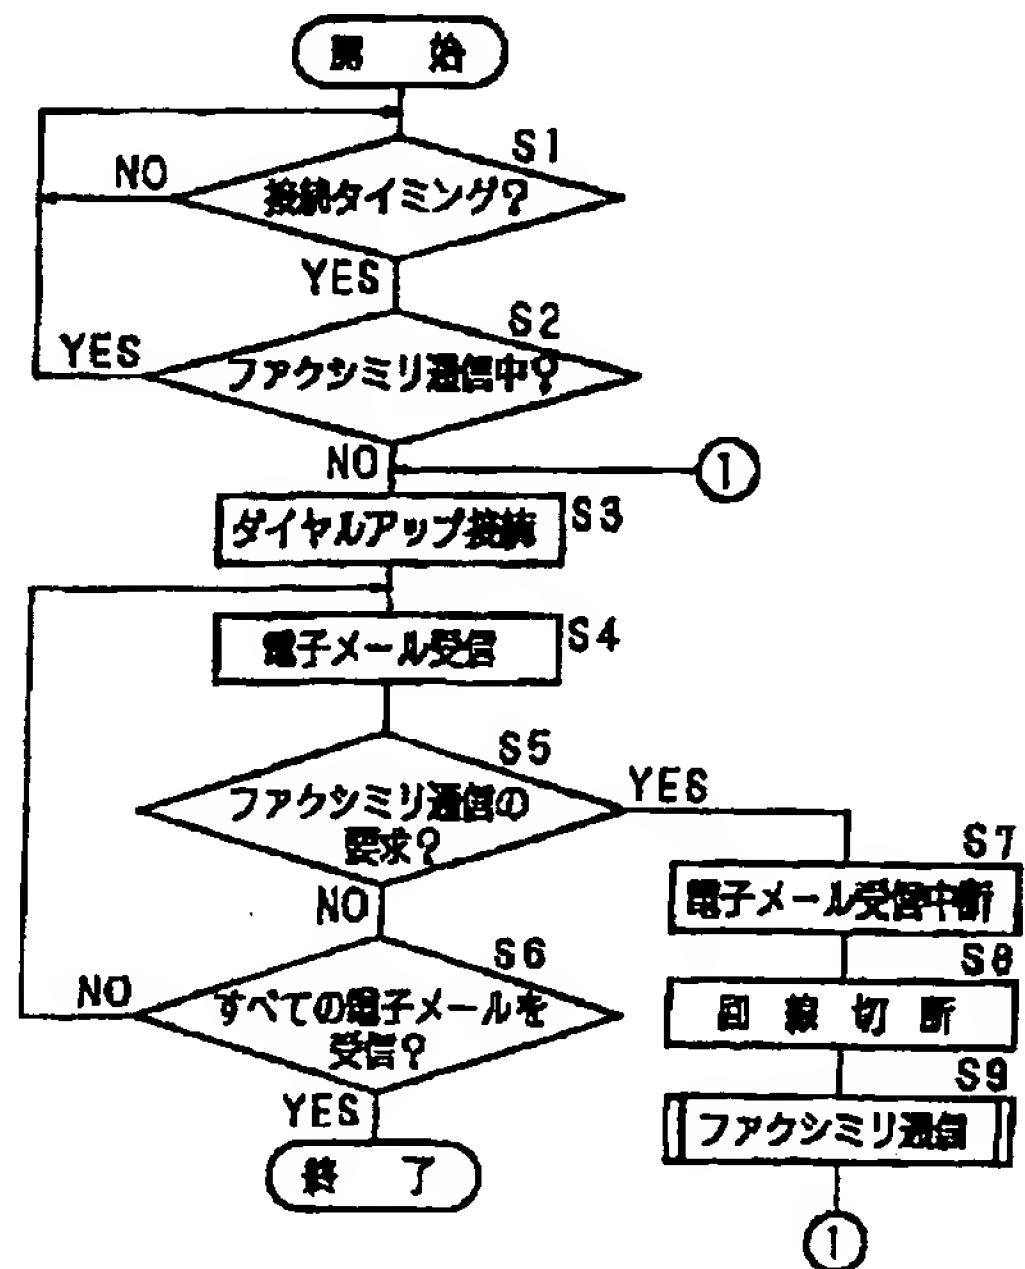 開 始
S1
NO
接続タイミング?
YES
S2
YES
ファクシミリ通信中?
NO
1
ダイヤルアップ接続
S3
電子メール受信
S4
S5
ファクシミリ通信の
要求?
YES
NO
S7
電子メール受信中断
S6
NO
すべての電子メールを
受信?
YES
S8
回 線 切 断
S9
ファクシミリ通信
終 了
1